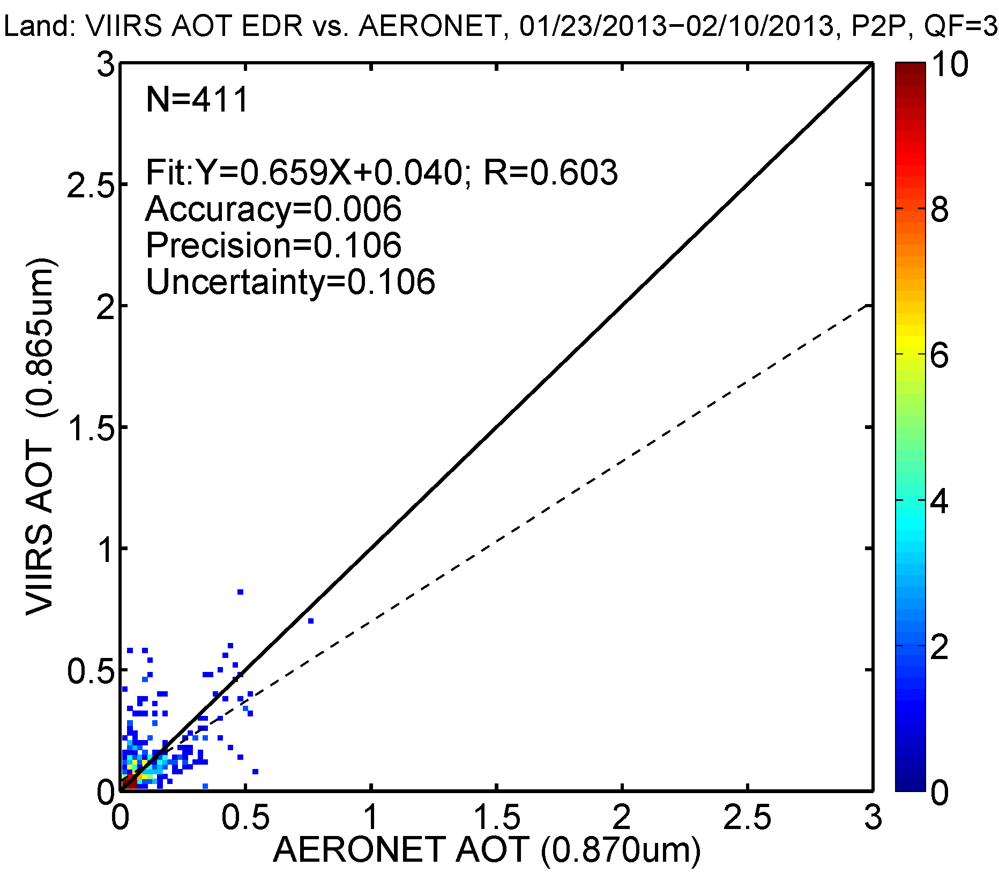 Land: VIIRS AOT EDR vs. AERONET, 01/23/2013−02/10/2013, P2P, QF=3
N=411
Fit:Y=0.659X+0.040; R=0.603
Accuracy=0.006
Precision=0.106
Uncertainty=0.106
3
2.5
2
1.5
1
0.5
0
VIIRS AOT (0.865um)
0 0.5 1 1.5 2 2.5 3
AERONET AOT (0.870um)
10
8
6
4
2
0